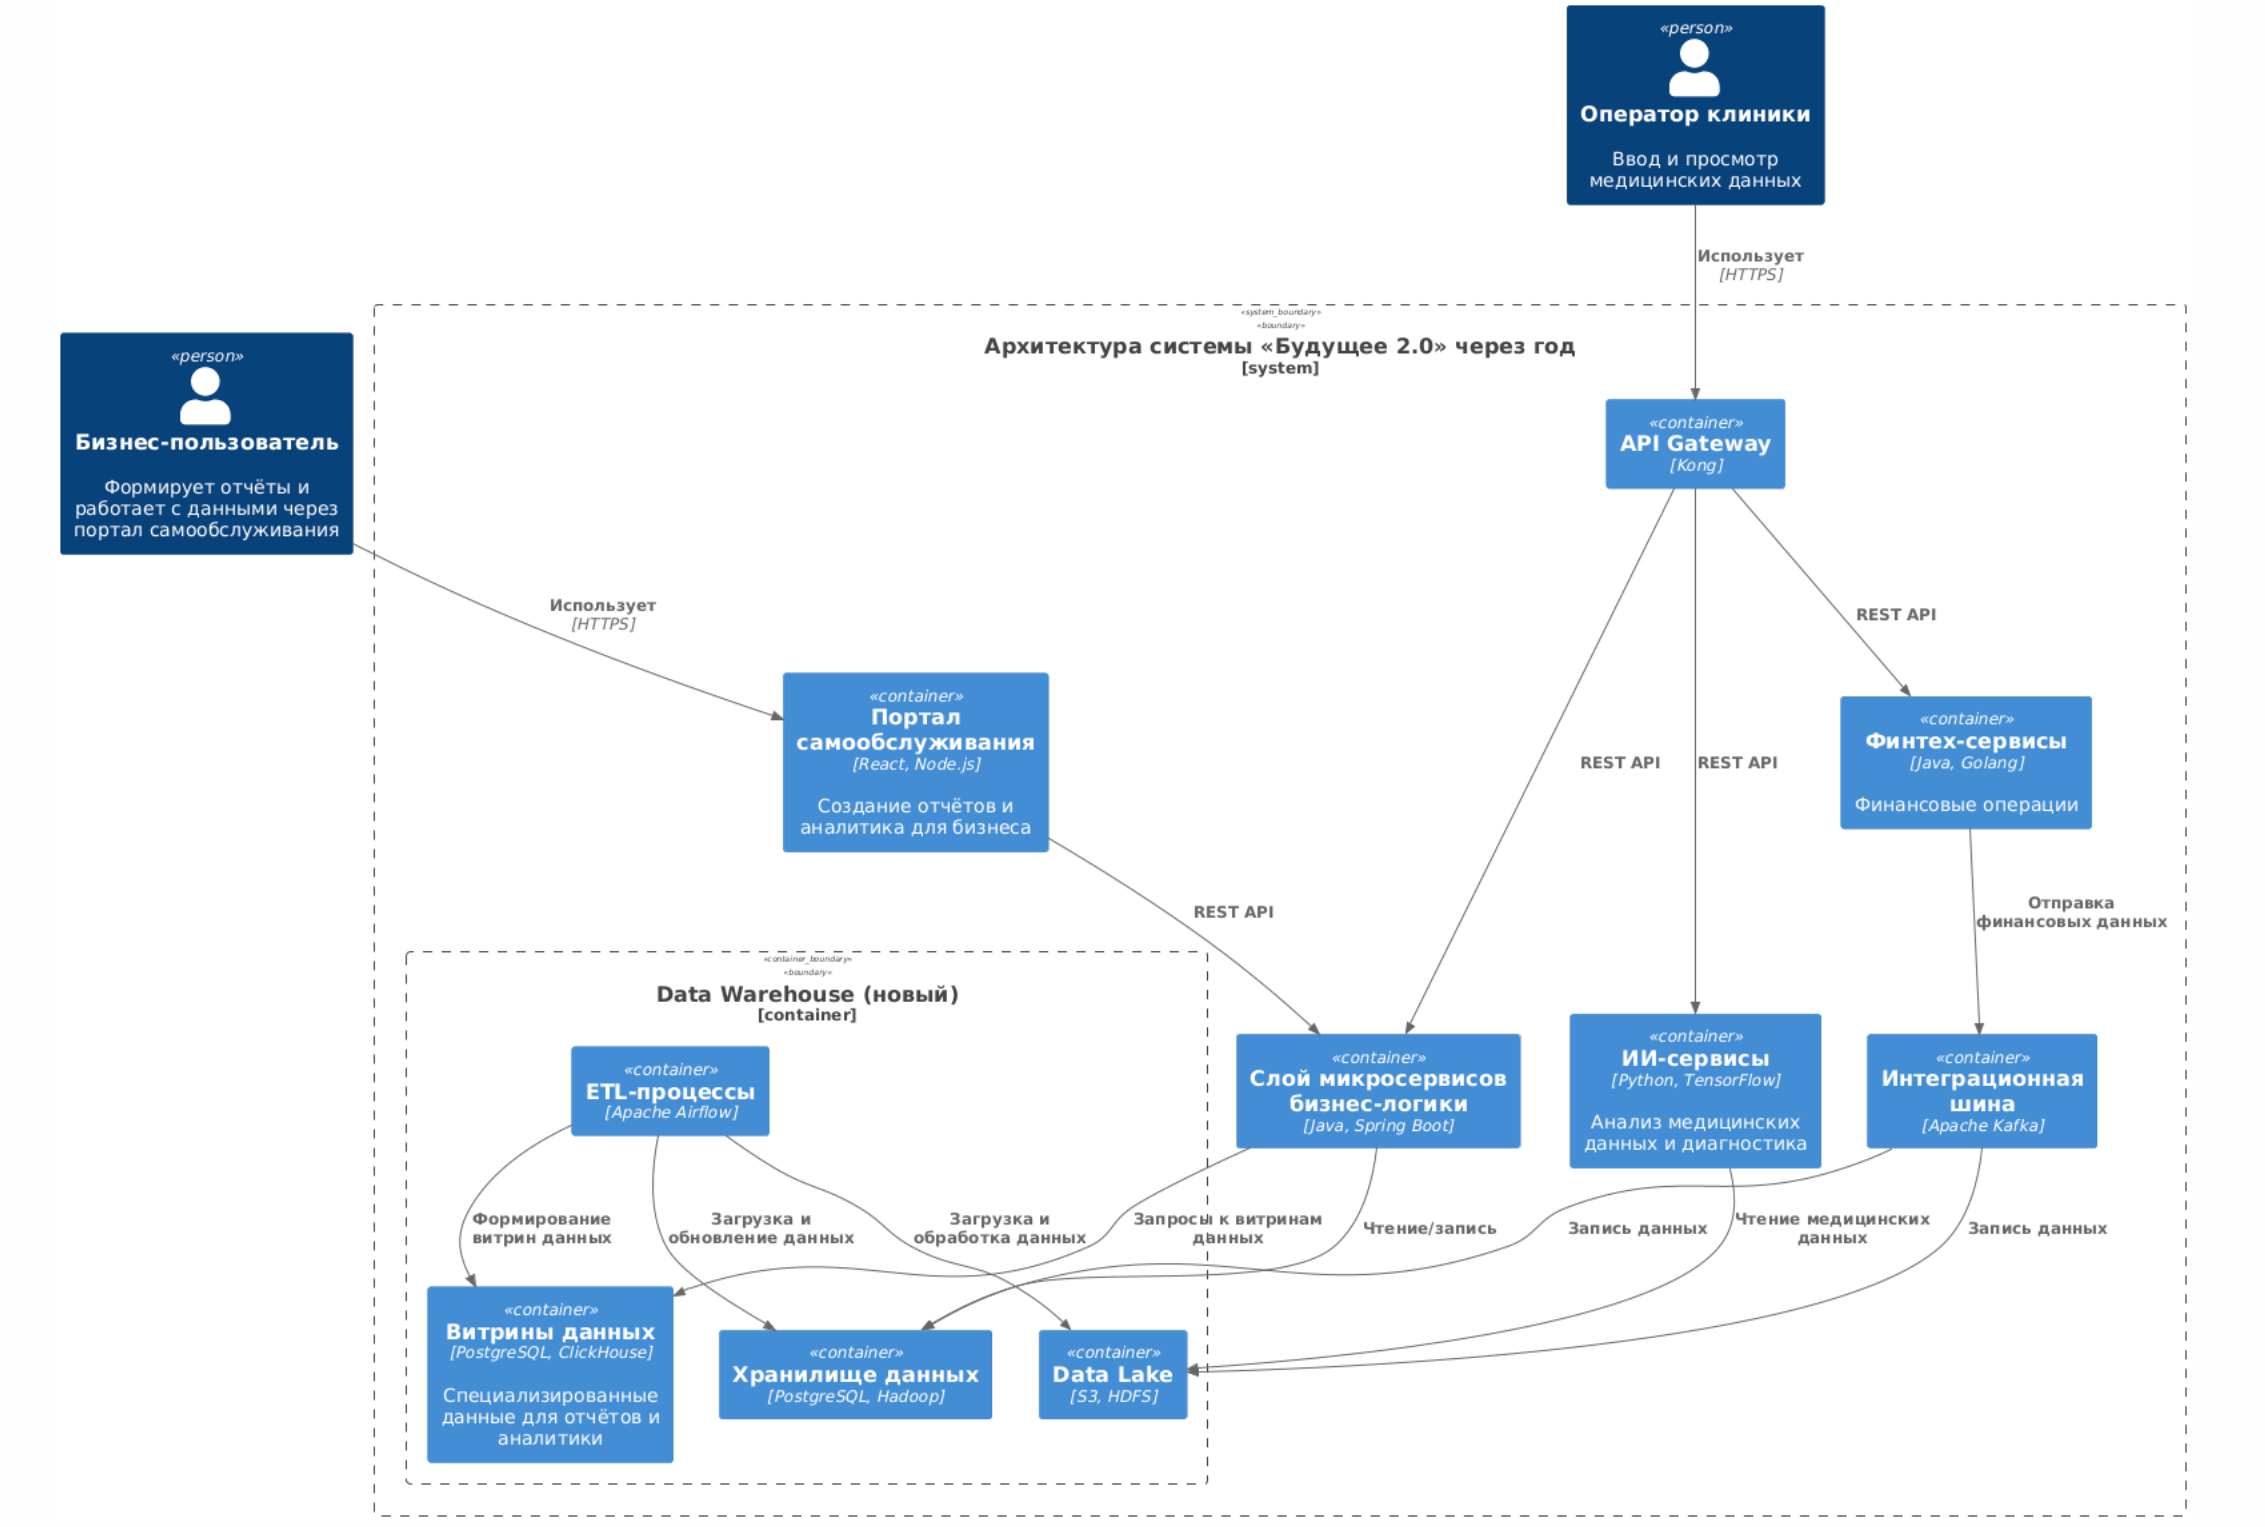 «person»
Оператор клиники
Ввод и просмотр
медицинских данных
Использует
[HTTPS]
«system_boundary»
«boundary»
Архитектура системы «Будущее 2.0» через год
[system]
«person»
Бизнес-пользователь
Формирует отчёты и
работает с данными через
портал самообслуживания
«container»
API Gateway
[Kong]
Использует
[HTTPS]
REST API
«container»
Портал
самообслуживания
[React, Node.js]
Создание отчётов и
аналитика для бизнеса
«container»
Финтех-сервисы
[Java, Golang]
Финансовые операции
REST API
REST API
REST API
Отправка
финансовых данных
«container_boundary»
«boundary»
Data Warehouse (новый)
[container]
«container»
ETL-процессы
[Apache Airflow]
«container»
Слой микросервисов
бизнес-логики
[Java, Spring Boot]
«container»
ИИ-сервисы
[Python, TensorFlow]
Анализ медицинских
данных и диагностика
«container»
Интеграционная
шина
[Apache Kafka]
Формирование
витрин данных
Загрузка и
обновление данных
Загрузка и
обработка данных
Запросы к витринам
данных
Чтение/запись
Запись данных
Чтение медицинских
данных
Запись данных
«container»
Витрины данных
[PostgreSQL, ClickHouse]
Специализированные
данные для отчётов и
аналитики
«container»
Хранилище данных
[PostgreSQL, Hadoop]
«container»
Data Lake
[S3, HDFS]